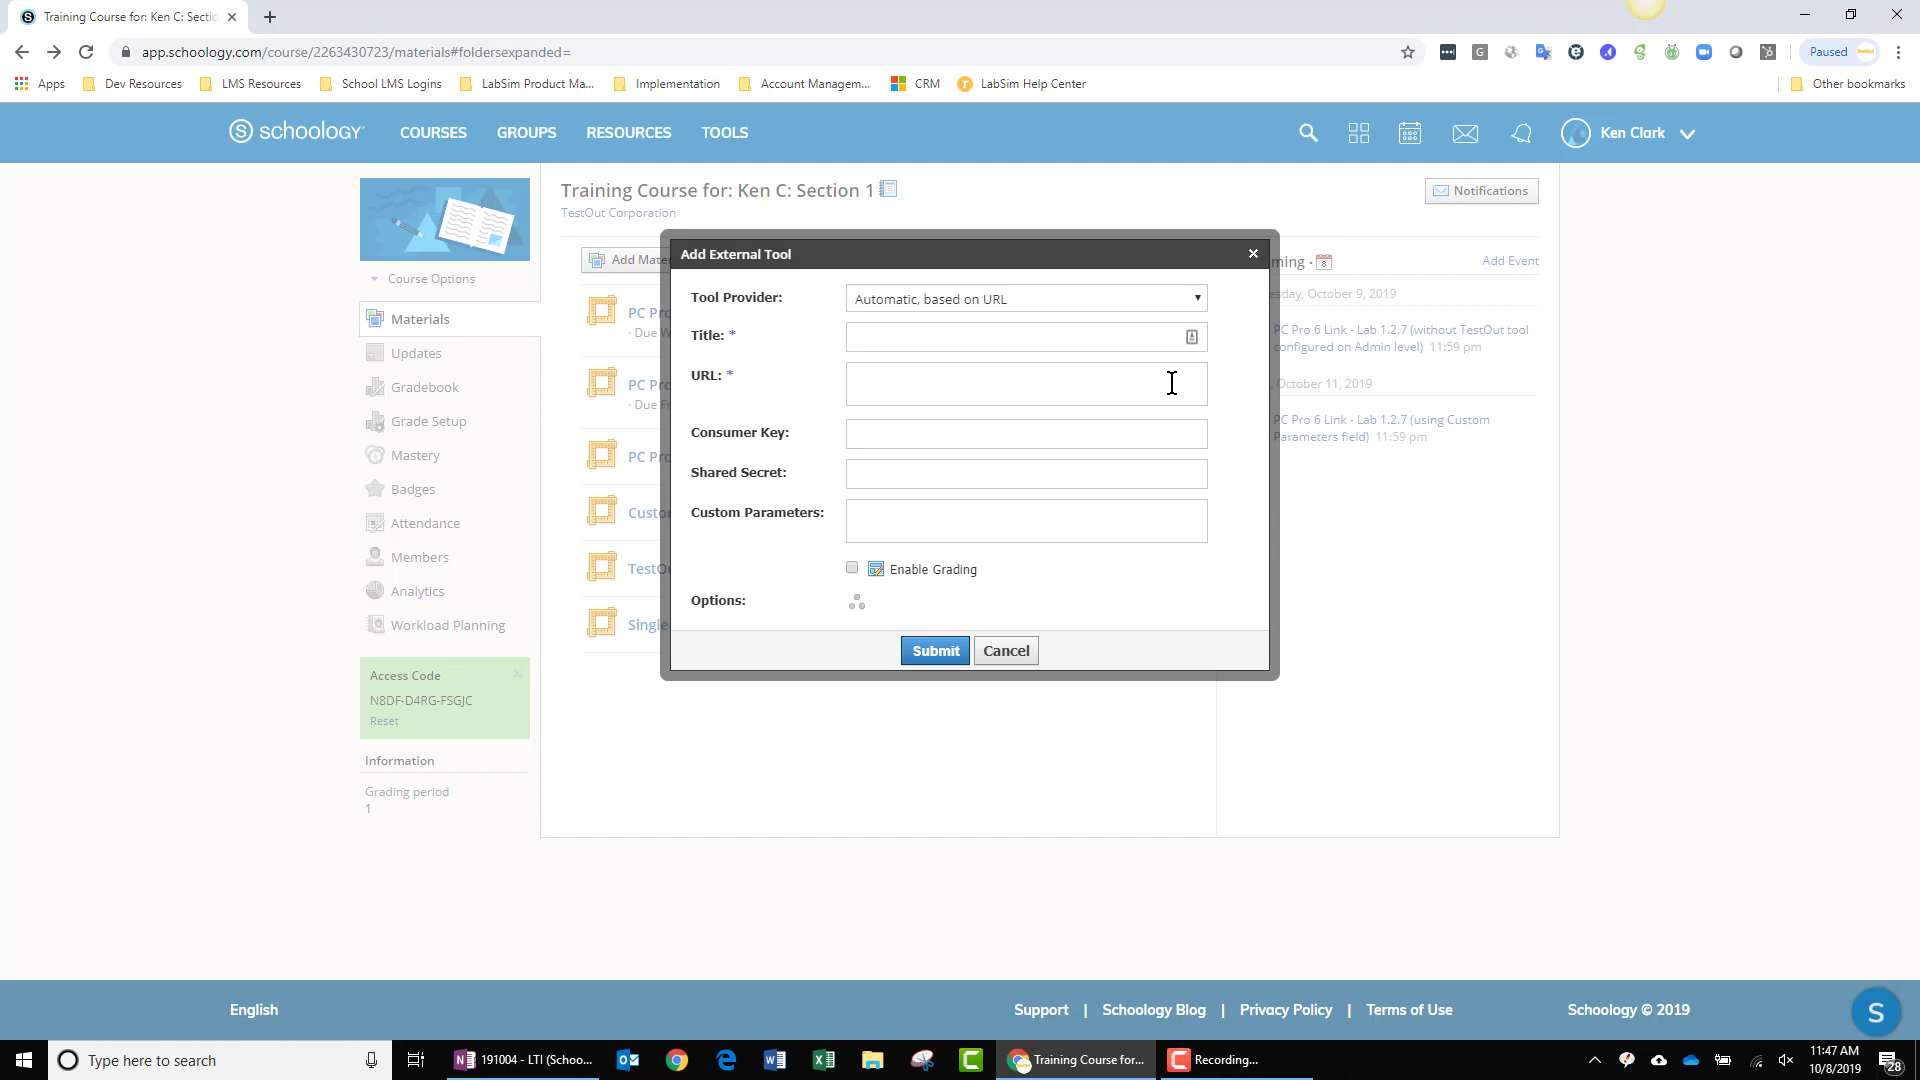 Training Course for: Ken C: Sectio
app.schoology.com/course/2263430723/materials#foldersexpanded=
Paused
Apps
Dev Resources
LMS Resources
School LMS Logins
LabSim Product Ma...
Implementation
Account Managem...
CRM
LabSim Help Center
Other bookmarks
schoology
COURSES
GROUPS
RESOURCES
TOOLS
Ken Clark
Training Course for: Ken C: Section 1
TestOut Corporation
Notifications
Course Options
Materials
Updates
Gradebook
Grade Setup
Mastery
Badges
Attendance
Members
Analytics
Workload Planning
Access Code
N8DF-D4RG-FSGJC
Reset
Information
Grading period
1
Add Mate
PC Pro
· Due W
PC Pro
· Due F
PC Pro
Custo
TestO
Single
Add External Tool
Tool Provider:
Automatic, based on URL
Title: *
URL: *
Consumer Key:
Shared Secret:
Custom Parameters:
Enable Grading
Options:
Submit
Cancel
ming ·
8
Add Event
sday, October 9, 2019
PC Pro 6 Link - Lab 1.2.7 (without TestOut tool
configured on Admin level) 11:59 pm
, October 11, 2019
PC Pro 6 Link - Lab 1.2.7 (using Custom
Parameters field) 11:59 pm
English
Support | Schoology Blog | Privacy Policy | Terms of Use
Schoology © 2019
S
Type here to search
191004 - LTI (Schoo...
Training Course for...
Recording...
11:47 AM
10/8/2019
28